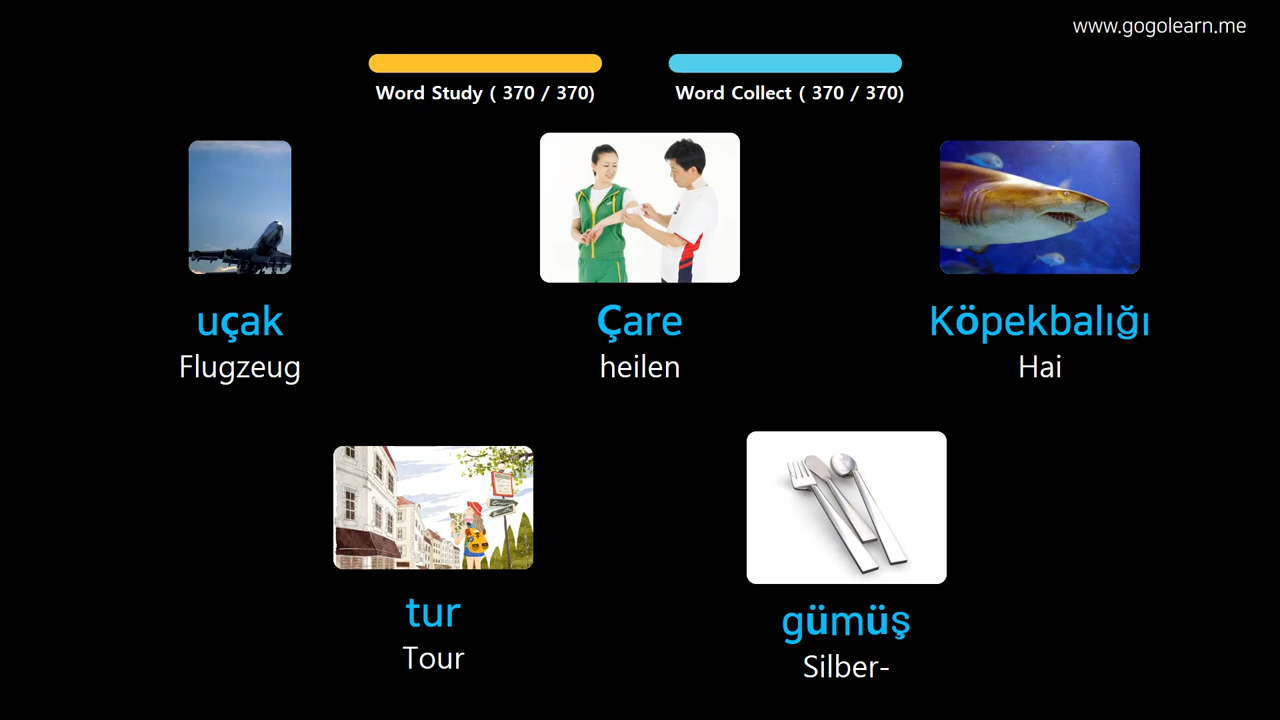 www.gogolearn.me
Word Study ( 370 / 370)
Word Collect ( 370 / 370)
uçak
Flugzeug
Çare
heilen
Köpekbalığı
Hai
tur
Tour
gümüş
Silber-